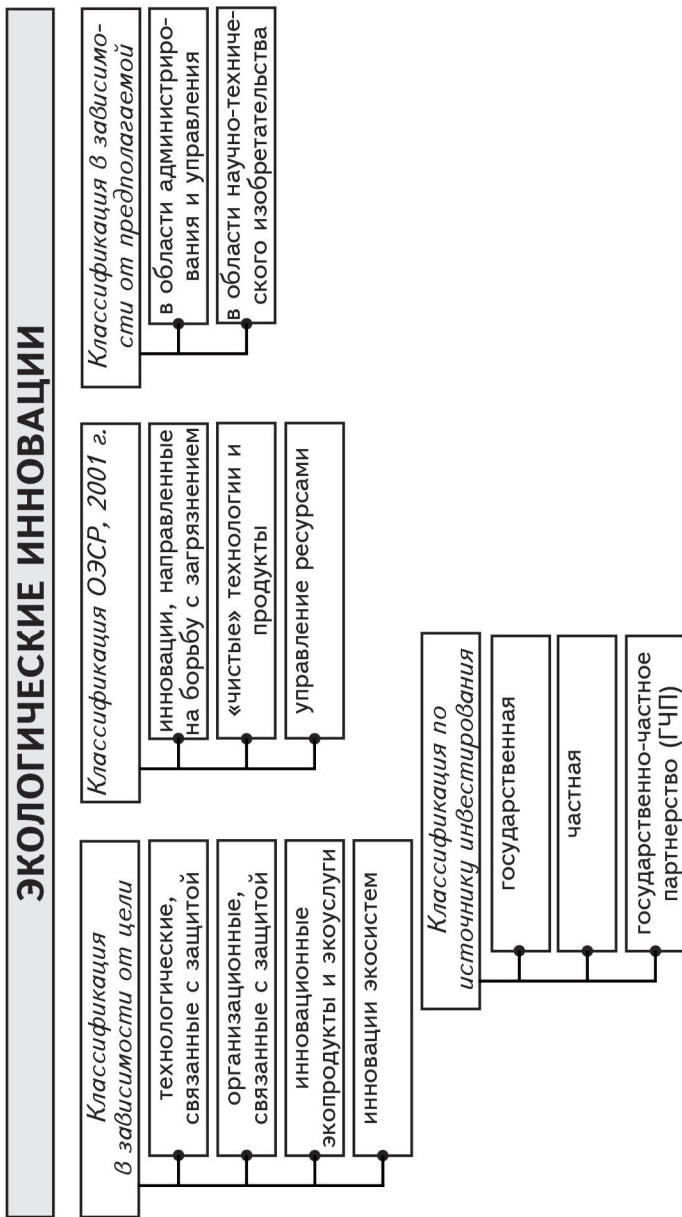 ЭКОЛОГИЧЕСКИЕ ИННОВАЦИИ
Классификация
в зависимости от цели
технологические,
связанные с защитой
организационные,
связанные с защитой
инновационные
экопродукты и экоуслуги
инновации экосистем
Классификация ОЭСР, 2001 г.
инновации, направленные
на борьбу с загрязнением
«чистые» технологии и
продукты
управление ресурсами
Классификация в зависимо-
сти от предполагаемой
в области администриро-
вания и управления
в области научно-техниче-
ского изобретательства
Классификация по
источнику инвестирования
государственная
частная
государственно-частное
партнерство (ГЧП)